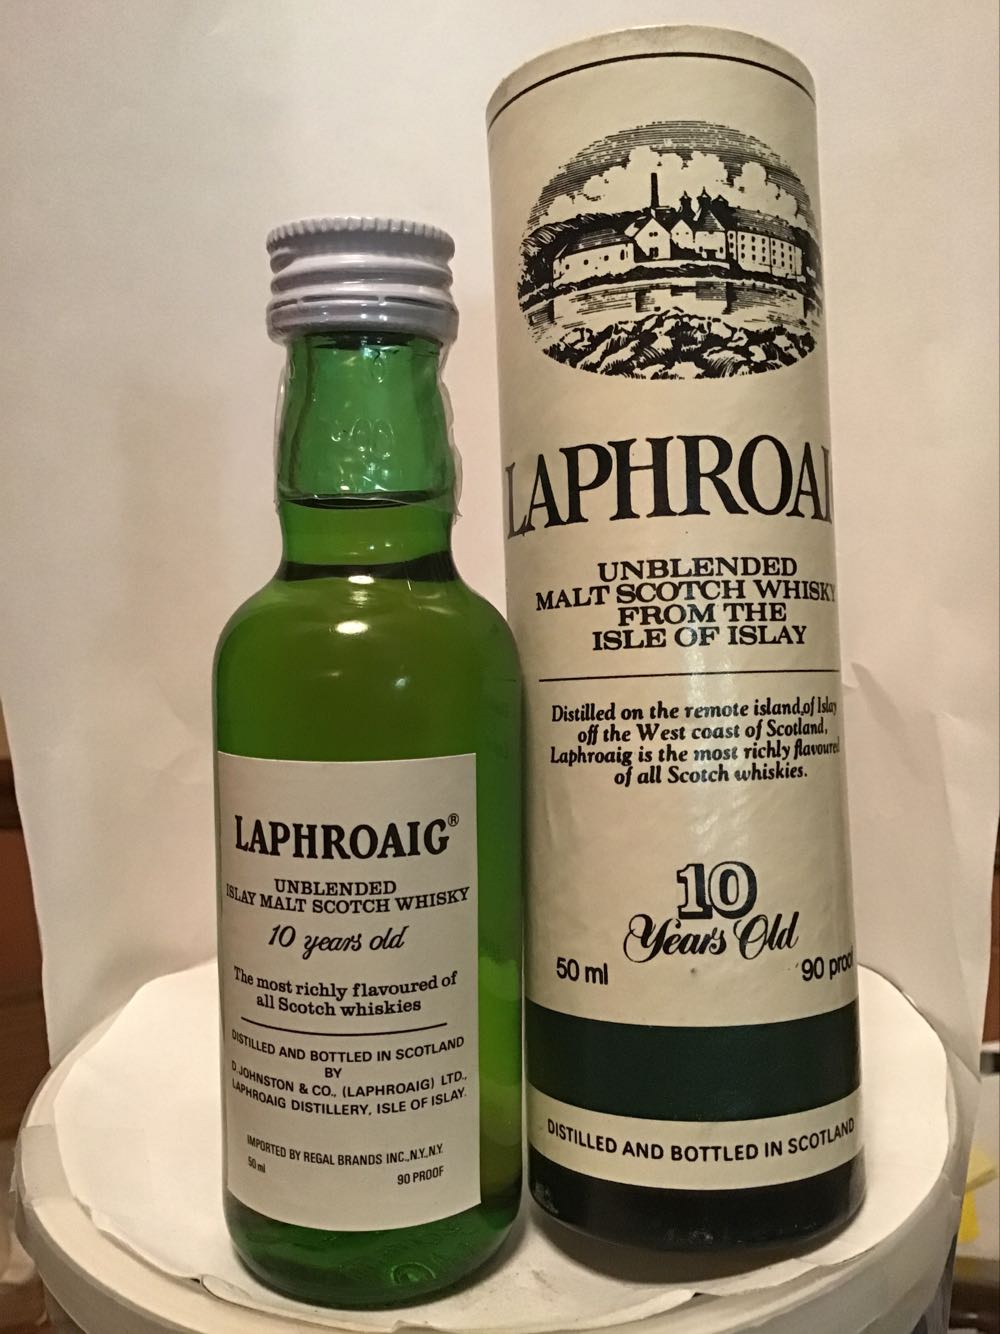 LAPHROAIG®
UNBLENDED
ISLAY MALT SCOTCH WHISKY
10 years old
The most richly flavoured of
all Scotch whiskies
DISTILLED AND BOTTLED IN SCOTLAND
BY
D. JOHNSTON & CO., (LAPHROAIG) LTD.,
LAPHROAIG DISTILLERY, ISLE OF ISLAY.
IMPORTED BY REGAL BRANDS INC., N.Y., N.Y.
50 ml
90 PROOF
LAPHROAI
UNBLENDED
MALT SCOTCH WHISKY
FROM THE
ISLE OF ISLAY
Distilled on the remote island, of Islay
off the West coast of Scotland,
Laphroaig is the most richly flavoured
of all Scotch whiskies.
10
Years Old
50 ml
90 proof
DISTILLED AND BOTTLED IN SCOTLAND